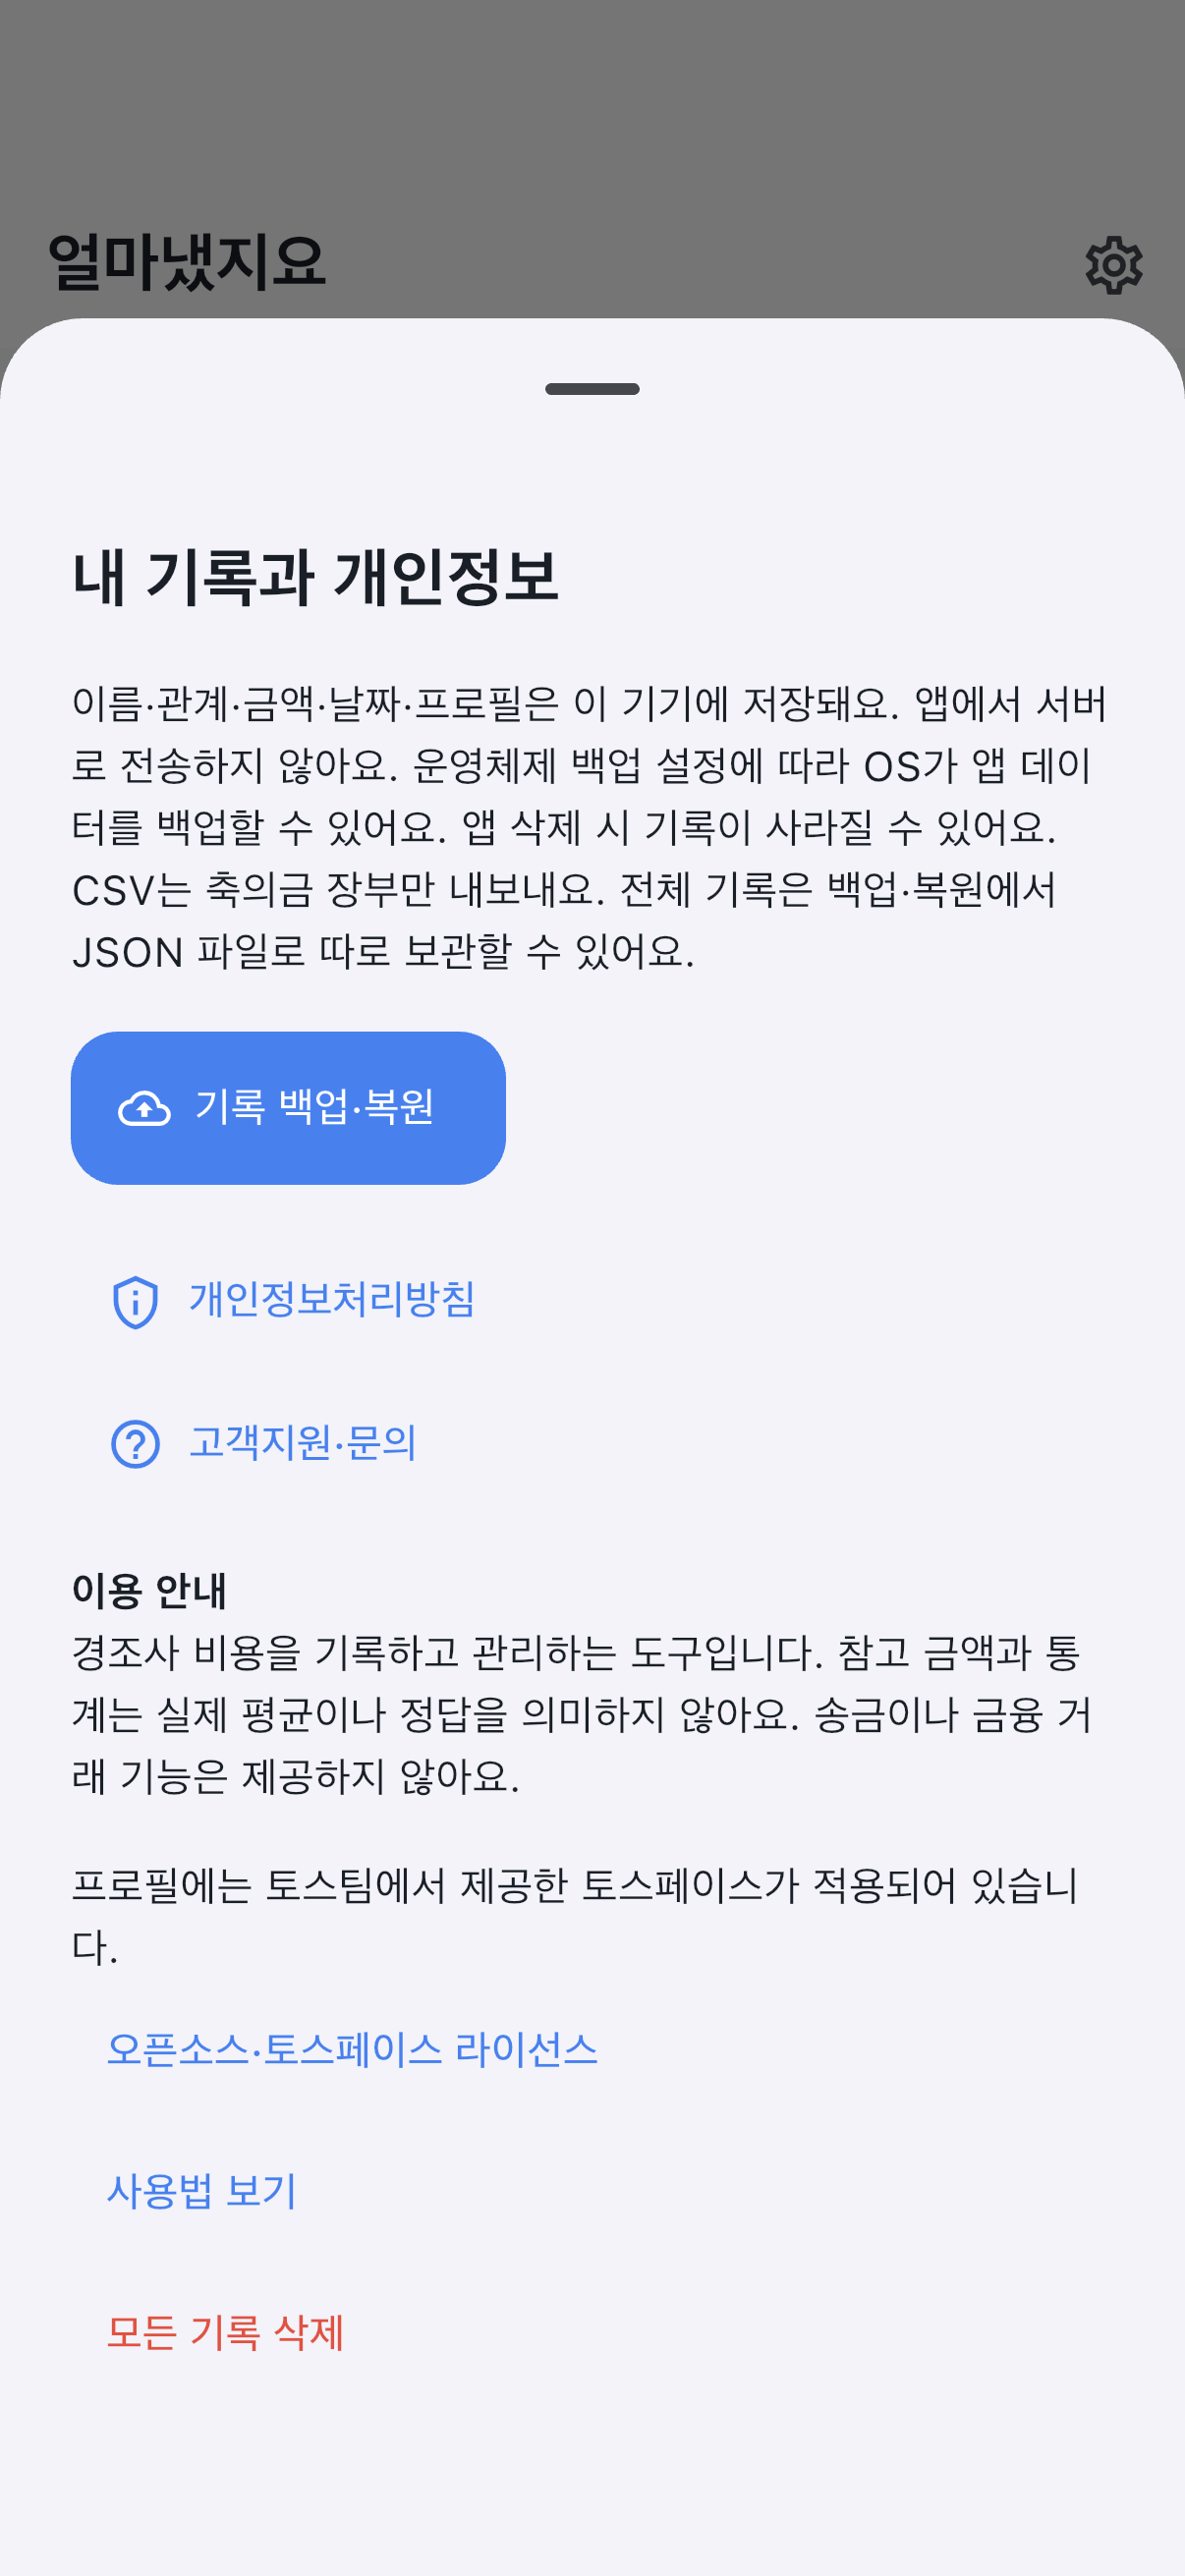 얼마냈지요
내 기록과 개인정보
이름·관계·금액·날짜·프로필은 이 기기에 저장돼요. 앱에서 서버
로 전송하지 않아요. 운영체제 백업 설정에 따라 OS가 앱 데이
터를 백업할 수 있어요. 앱 삭제 시 기록이 사라질 수 있어요.
CSV는 축의금 장부만 내보내요. 전체 기록은 백업·복원에서
JSON 파일로 따로 보관할 수 있어요.
기록 백업·복원
개인정보처리방침
고객지원·문의
이용 안내
경조사 비용을 기록하고 관리하는 도구입니다. 참고 금액과 통
계는 실제 평균이나 정답을 의미하지 않아요. 송금이나 금융 거
래 기능은 제공하지 않아요.
프로필에는 토스팀에서 제공한 토스페이스가 적용되어 있습니
다.
오픈소스·토스페이스 라이선스
사용법 보기
모든 기록 삭제